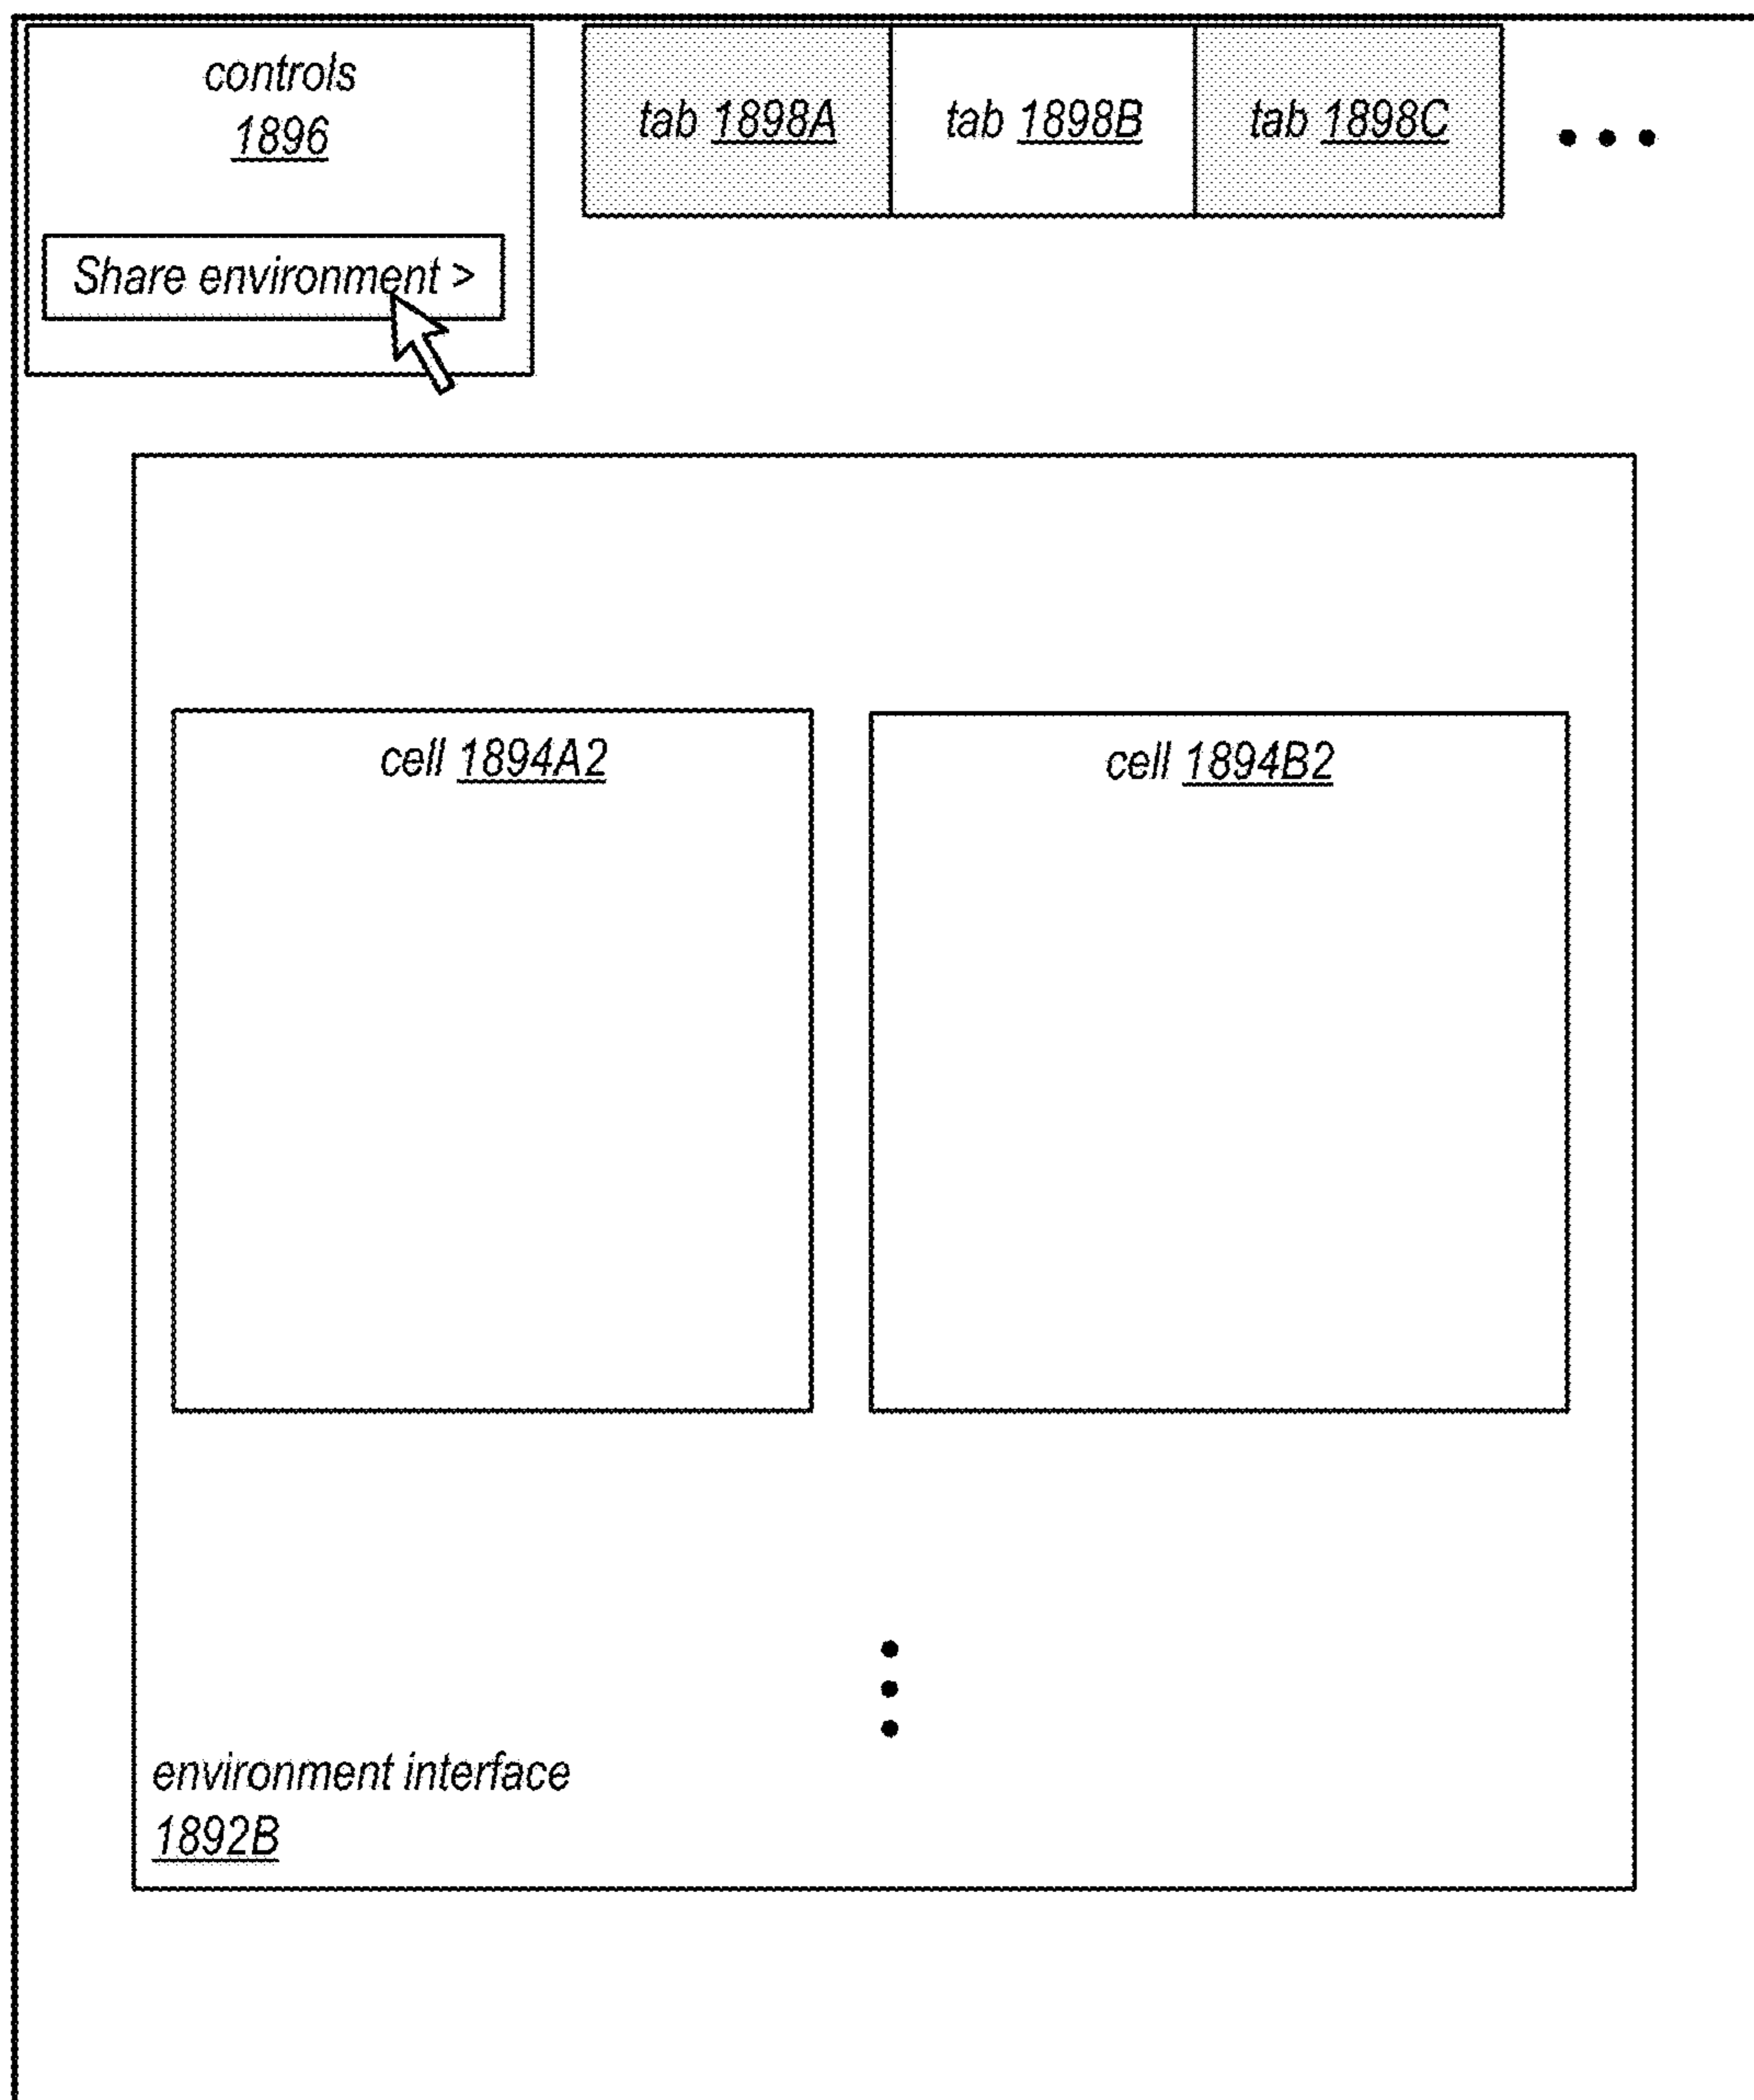 controls
1896
Share environment >
tab 1898A
tab 1898B
tab 1898C
cell 1894A2
cell 1894B2
environment interface
1892B